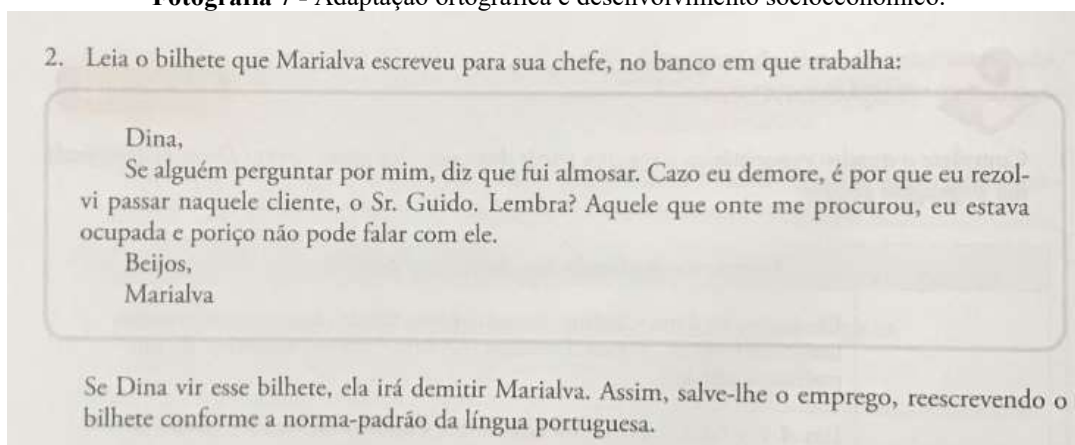 Fotografia 7 - Adaptação ortográfica e desenvolvimento socioeconômico.
2. Leia o bilhete que Marialva escreveu para sua chefe, no banco em que trabalha:
Dina,
Se alguém perguntar por mim, diz que fui almosar. Cazo eu demore, é por que eu rezol-
vi passar naquele cliente, o Sr. Guido. Lembra? Aquele que onte me procurou, eu estava
ocupada e poriço não pode falar com ele.
Beijos,
Marialva
Se Dina vir esse bilhete, ela irá demitir Marialva. Assim, salve-lhe o emprego, reescrevendo o
bilhete conforme a norma-padrão da língua portuguesa.